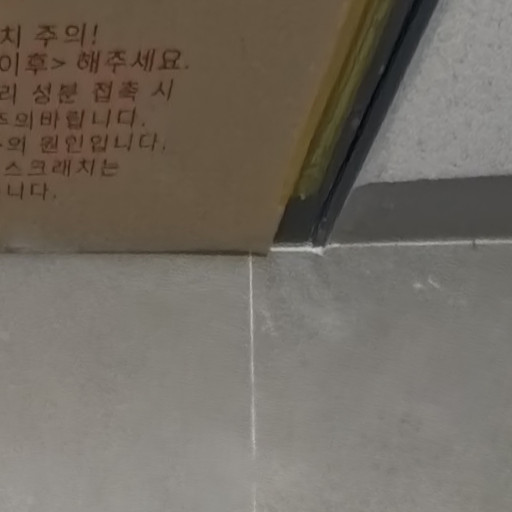 치 주의!
이후> 해주세요.
리 성분 접촉 시
주의바랍니다.
의 원인입니다.
스크래치는
니다.